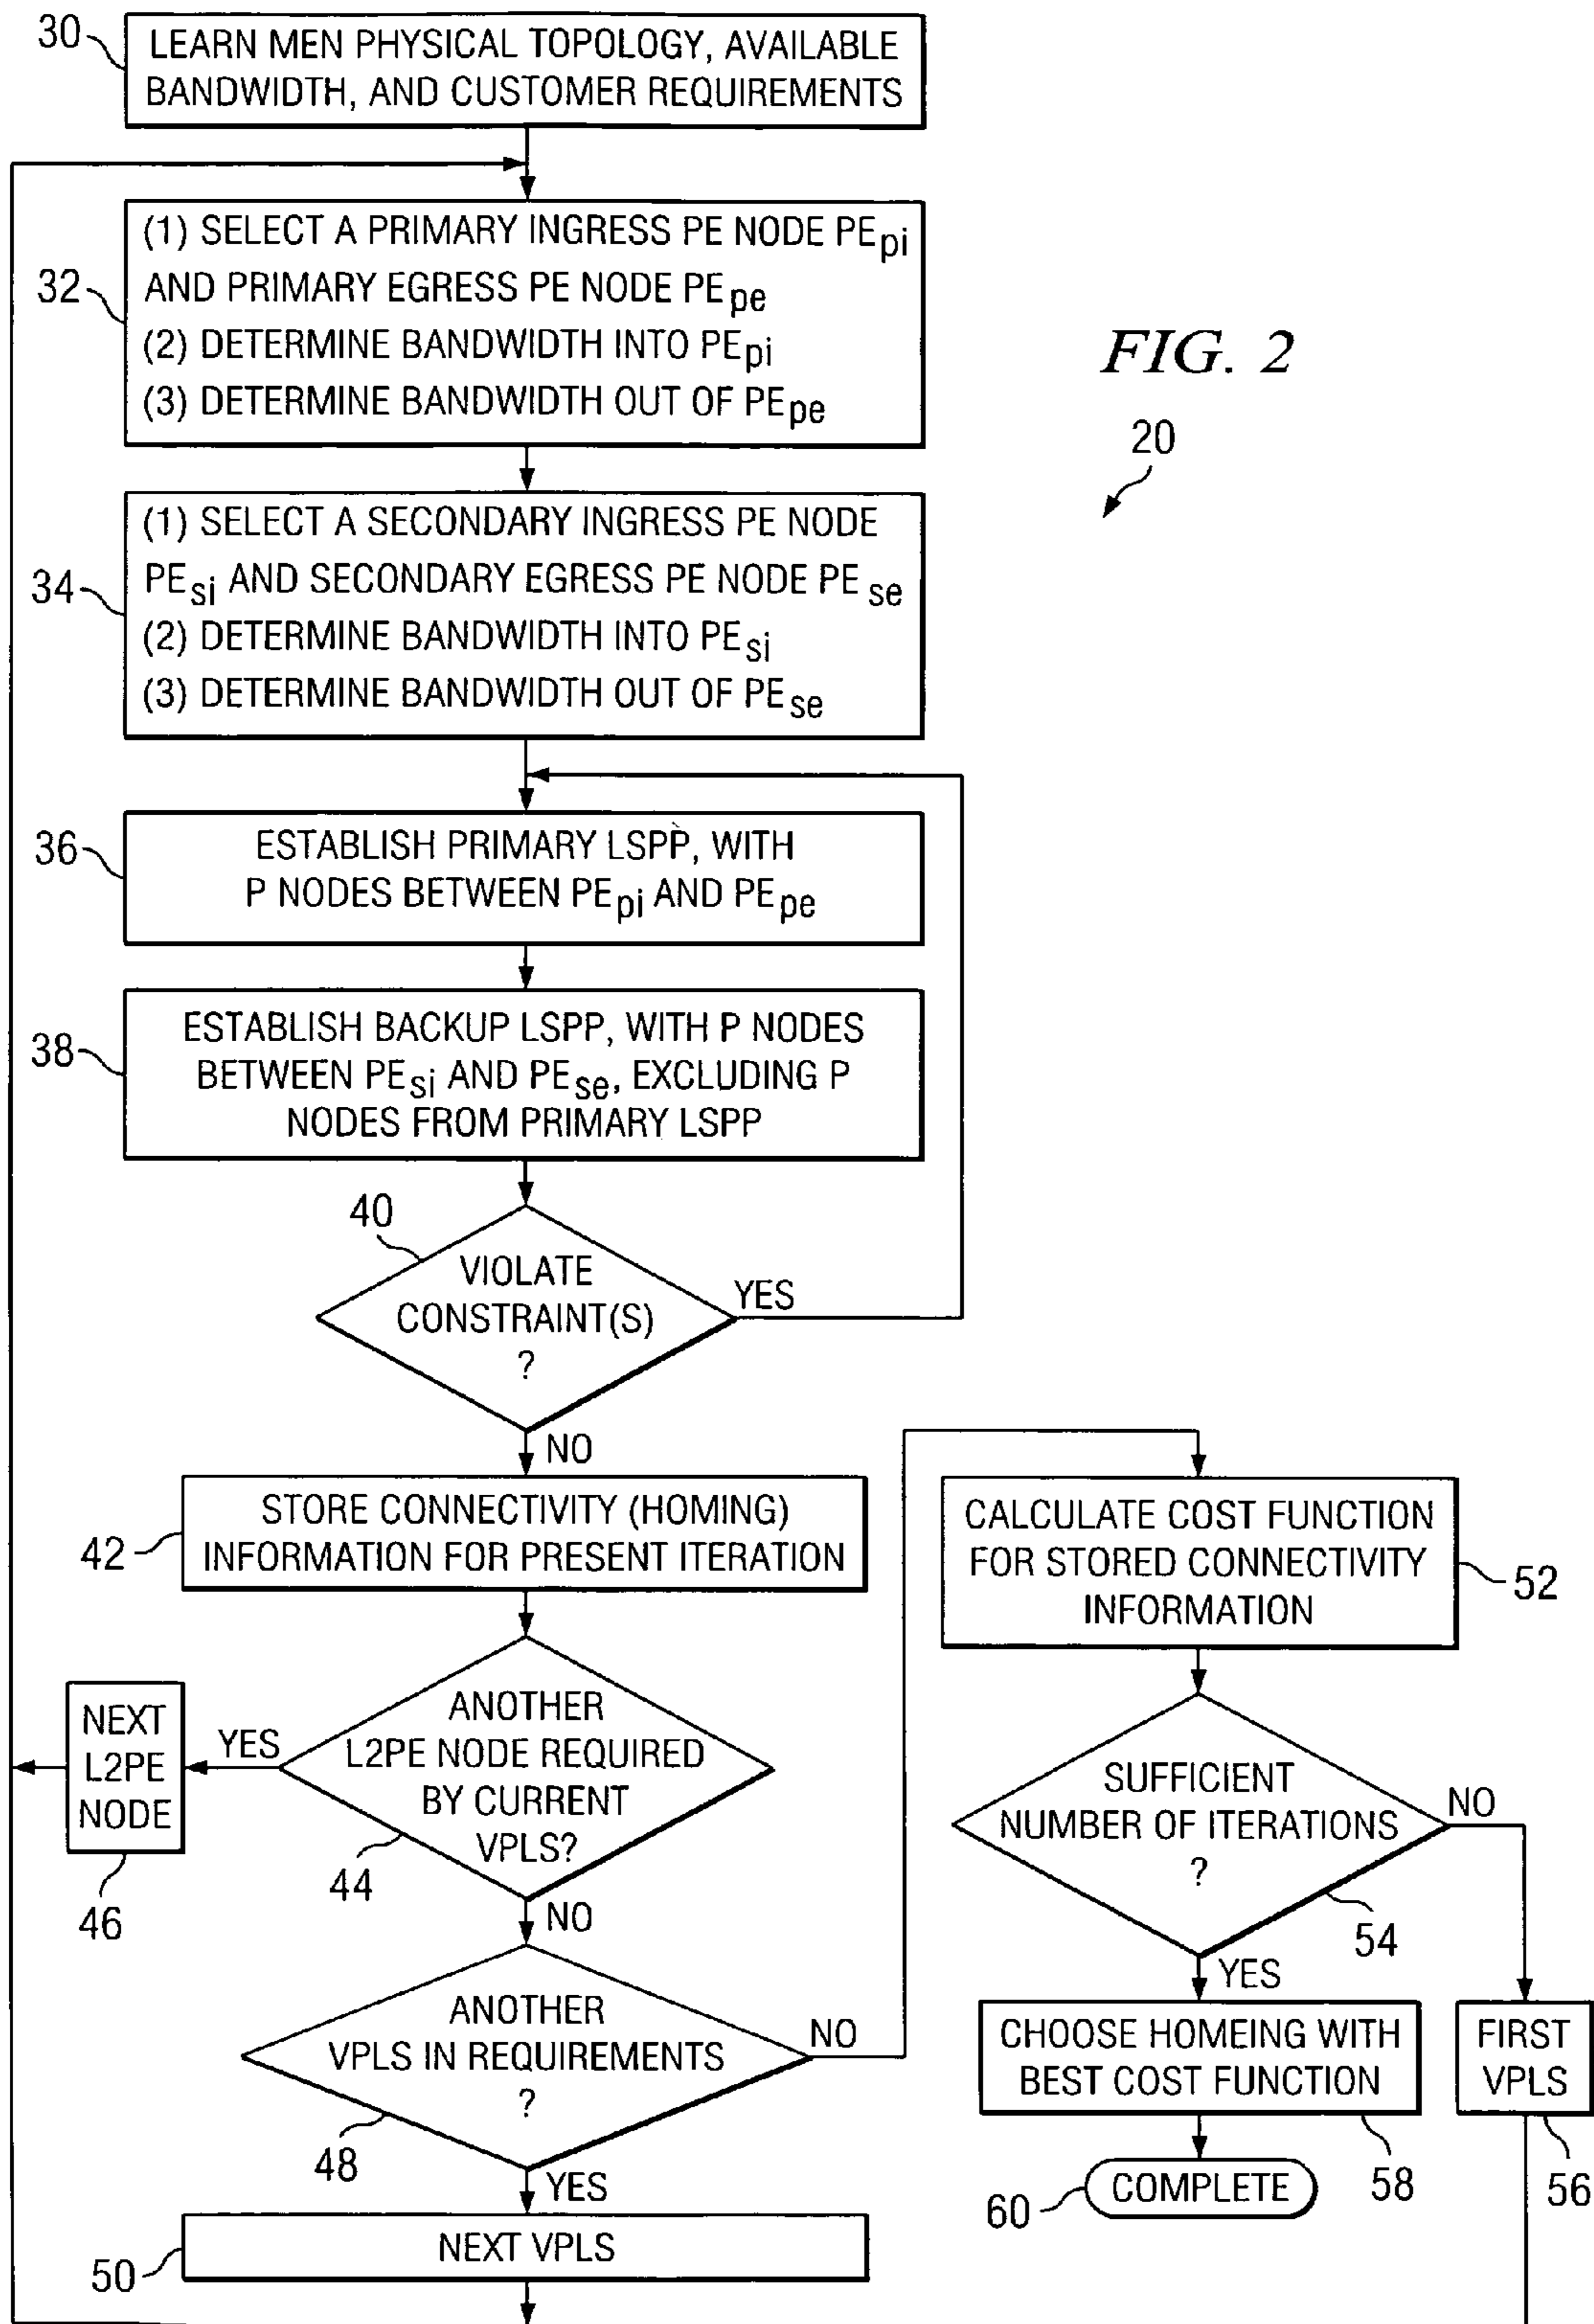 30
LEARN MEN PHYSICAL TOPOLOGY, AVAILABLE
BANDWIDTH, AND CUSTOMER REQUIREMENTS
32
(1) SELECT A PRIMARY INGRESS PE NODE PEpi
AND PRIMARY EGRESS PE NODE PEpe
(2) DETERMINE BANDWIDTH INTO PEpi
(3) DETERMINE BANDWIDTH OUT OF PEpe
FIG. 2
20
34
(1) SELECT A SECONDARY INGRESS PE NODE
PEsi AND SECONDARY EGRESS PE NODE PEse
(2) DETERMINE BANDWIDTH INTO PEsi
(3) DETERMINE BANDWIDTH OUT OF PEse
36
ESTABLISH PRIMARY LSPP, WITH
P NODES BETWEEN PEpi AND PEpe
38
ESTABLISH BACKUP LSPP, WITH P NODES
BETWEEN PEsi AND PEse, EXCLUDING P
NODES FROM PRIMARY LSPP
40
VIOLATE
CONSTRAINT(S)
?
YES
NO
42
STORE CONNECTIVITY (HOMING)
INFORMATION FOR PRESENT ITERATION
44
ANOTHER
L2PE NODE REQUIRED
BY CURRENT
VPLS?
YES
NEXT
L2PE
NODE
46
NO
48
ANOTHER
VPLS IN REQUIREMENTS
?
NO
YES
50
NEXT VPLS
CALCULATE COST FUNCTION
FOR STORED CONNECTIVITY
INFORMATION
52
SUFFICIENT
NUMBER OF ITERATIONS
?
54
NO
YES
CHOOSE HOMEING WITH
BEST COST FUNCTION
58
FIRST
VPLS
56
60
COMPLETE